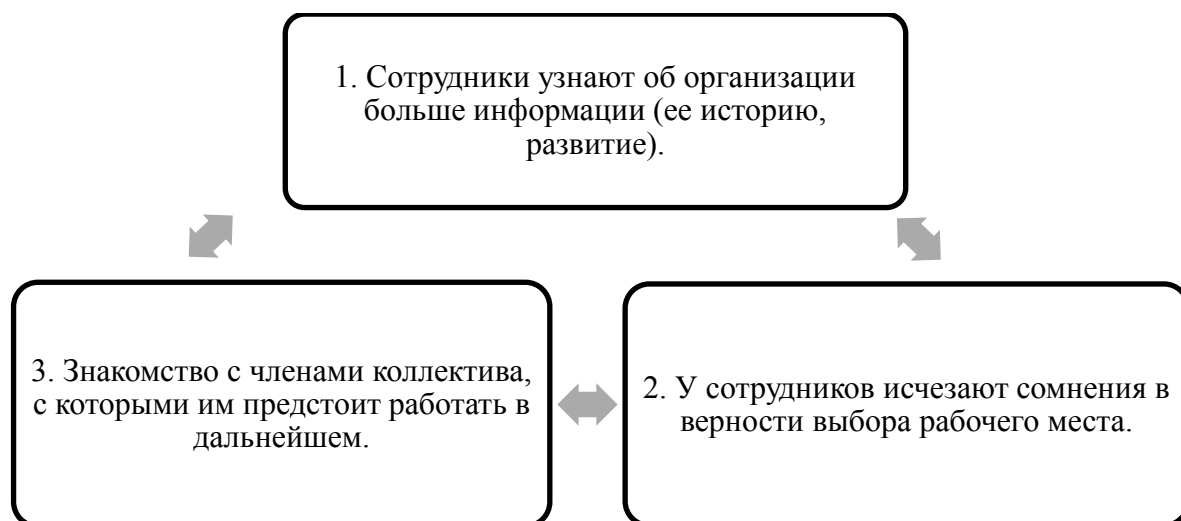 1. Сотрудники узнают об организации
больше информации (ее историю,
развитие).
3. Знакомство с членами коллектива,
с которыми им предстоит работать в
дальнейшем.
2. У сотрудников исчезают сомнения в
верности выбора рабочего места.